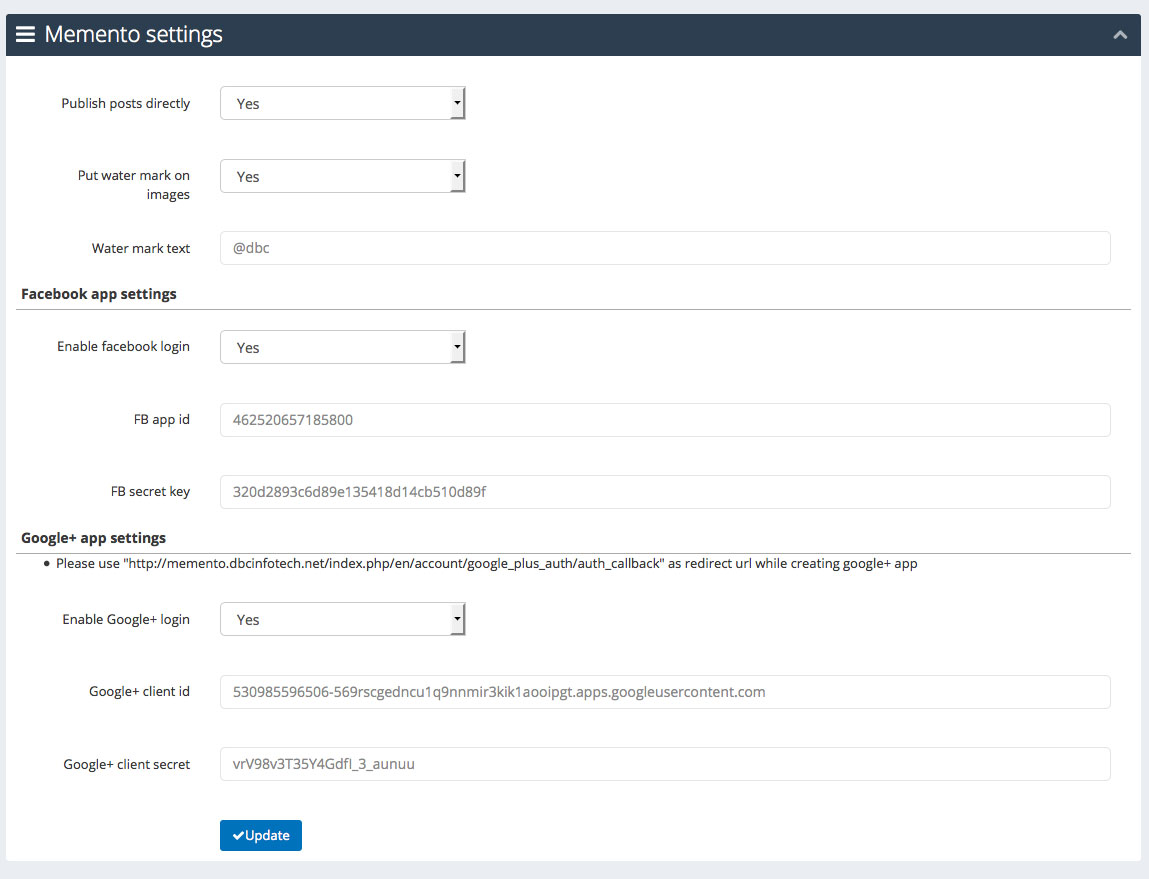 Memento settings
Publish posts directly
Yes
Put water mark on
images
Yes
Water mark text
@dbc
Facebook app settings
Enable facebook login
Yes
FB app id
462520657185800
FB secret key
320d2893c6d89e135418d14cb510d89f
Google+ app settings
• Please use "http://memento.dbcinfotech.net/index.php/en/account/google_plus_auth/auth_callback" as redirect url while creating google+ app
Enable Google+ login
Yes
Google+ client id
530985596506-569rscgedncu1q9nnmir3kik1aooipgt.apps.googleusercontent.com
Google+ client secret
vrV98v3T35Y4GdfI_3_aunuu
Update